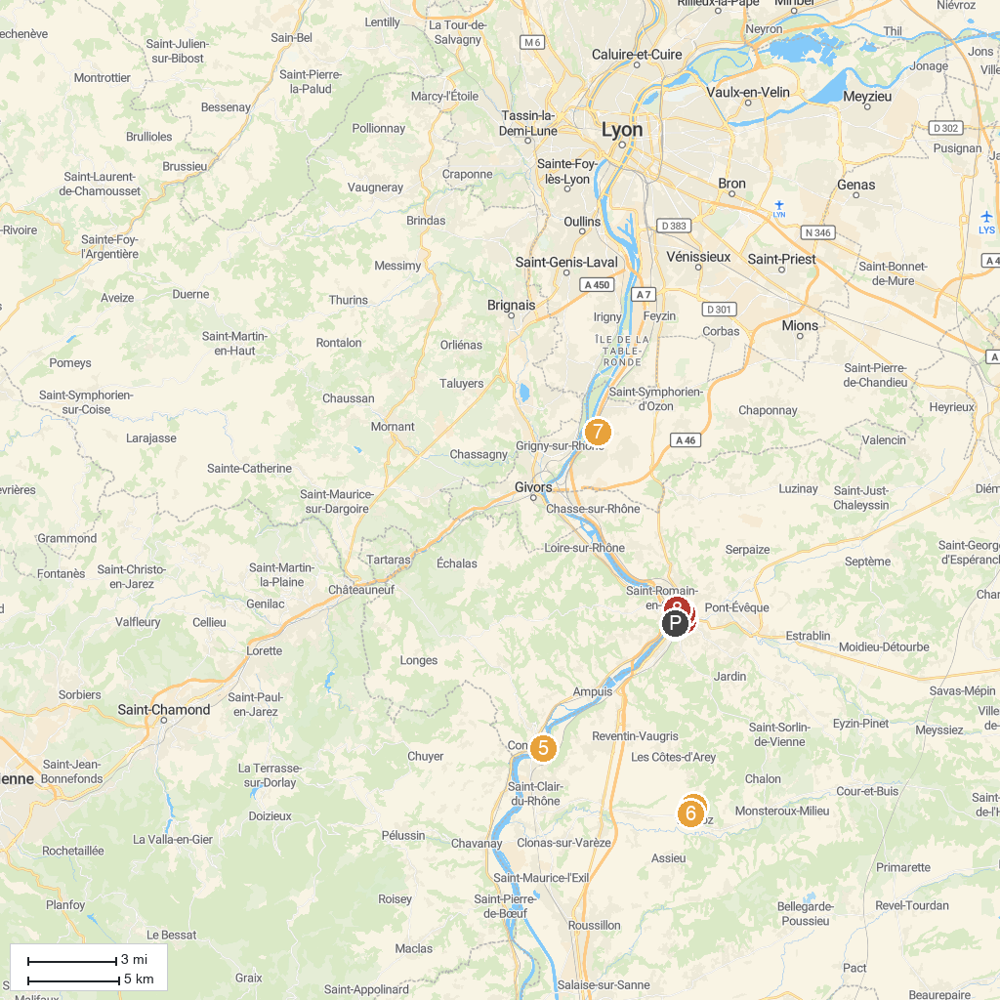 Rillieux-la-Pape
Miribel
Niévroz
Lentilly
La Tour-de-
Salvagny
Neyron
Thil
Sain-Bel
Saint-Julien-
sur-Bibost
M 6
Caluire-et-Cuire
Jons
Jonage
Montrottier
Saint-Pierre-
la-Palud
Marcy-l'Étoile
Vaulx-en-Velin
Meyzieu
Bessenay
Tassin-la-
Demi-Lune
Lyon
D 302
Brullioles
Pollionnay
Pusignan
Brussieu
Sainte-Foy-
lès-Lyon
Saint-Laurent-
de-Chamousset
Craponne
Vaugneray
Bron
Genas
LYN
LYS
Brindas
Oullins
D 383
N 346
Sainte-Foy-
l'Argentière
Messimy
Saint-Genis-Laval
Vénissieux
Saint-Priest
Saint-Bonnet-
de-Mure
Aveize
Duerne
Thurins
A 450
A 7
Brignais
Irigny
Feyzin
D 301
Corbas
Mions
Saint-Martin-
en-Haut
Rontalon
Orliénas
ÎLE DE LA
TABLE-
RONDE
Pomeys
Taluyers
Saint-Pierre-
de-Chandieu
Saint-Symphorien-
sur-Coise
Chaussan
Saint-Symphorien-
d'Ozon
Chaponnay
Heyrieux
Mornant
7
Larajasse
Chassagny
Grigny-sur-Rhône
A 46
Valencin
Sainte-Catherine
Givors
Luzinay
Saint-Just-
Chaleyssin
Saint-Maurice-
sur-Dargoire
Chasse-sur-Rhône
Grammond
Loire-sur-Rhône
Serpaize
Fontanès
Saint-Christo-
en-Jarez
Saint-Martin-
la-Plaine
Tartaras
Échalas
Septème
Châteauneuf
Genilac
Saint-Romain-
8
P
Pont-Évêque
Valfleury
Cellieu
Estrablin
Moidieu-Détourbe
Lorette
Longes
Jardin
Sorbiers
Saint-Paul-
en-Jarez
Ampuis
Savas-Mépin
Saint-Chamond
Eyzin-Pinet
Meyssiez
Reventin-Vaugris
Saint-Sorlin-
de-Vienne
5
Chuyer
Les Côtes-d'Arey
Saint-Jean-
Bonnefonds
La Terrasse-
sur-Dorlay
Saint-Clair-
du-Rhône
Chalon
Cour-et-Buis
Doizieux
6
Monsteroux-Milieu
La Valla-en-Gier
Pélussin
Chavanay
Clonas-sur-Varèze
Rochetaillée
Assieu
Primarette
Saint-Maurice-l'Exil
Planfoy
Roisey
Saint-Pierre-
de-Bœuf
Bellegarde-
Poussieu
Revel-Tourdan
Roussillon
Le Bessat
Maclas
3 mi
5 km
Graix
Pact
Saint-Appolinard
Salaise-sur-Sanne
Beaurepaire